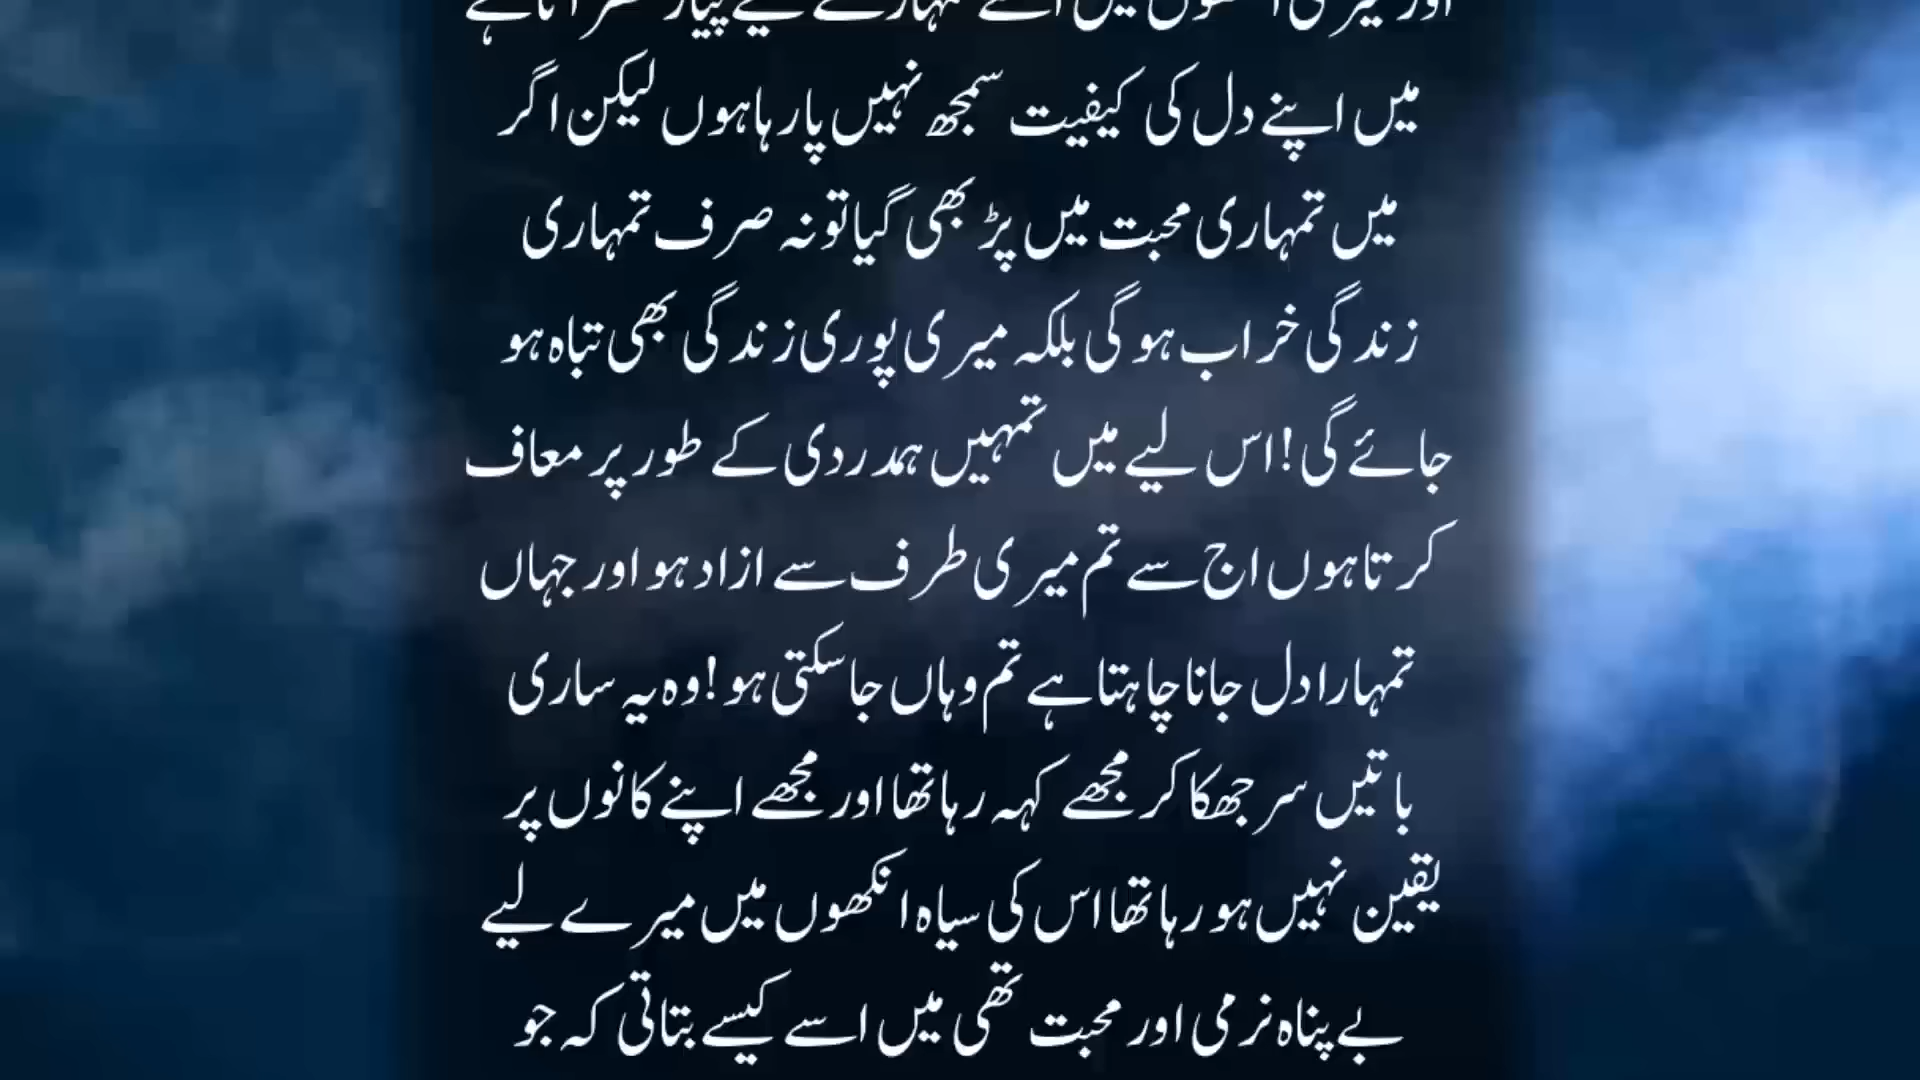 میں اپنے دل کی کیفیت سمجھ نہیں پا رہا ہوں لیکن اگر
میں تمہاری محبت میں پڑ بھی گیا تو نہ صرف تمہاری
زندگی خراب ہوگی بلکہ میری پوری زندگی بھی تباہ ہو
جائے گی! اس لیے میں تمہیں ہمدردی کے طور پر معاف
کرتا ہوں اج سے تم میری طرف سے ازاد ہو اور جہاں
تمہارا دل جانا چاہتا ہے تم وہاں جا سکتی ہو! وہ یہ ساری
باتیں سر جھکا کر مجھے کہہ رہا تھا اور مجھے اپنے کانوں پر
یقین نہیں ہو رہا تھا اس کی سیاہ انکھوں میں میرے لیے
بے پناہ نرمی اور محبت تھی میں اسے کیسے بتاتی کہ جو